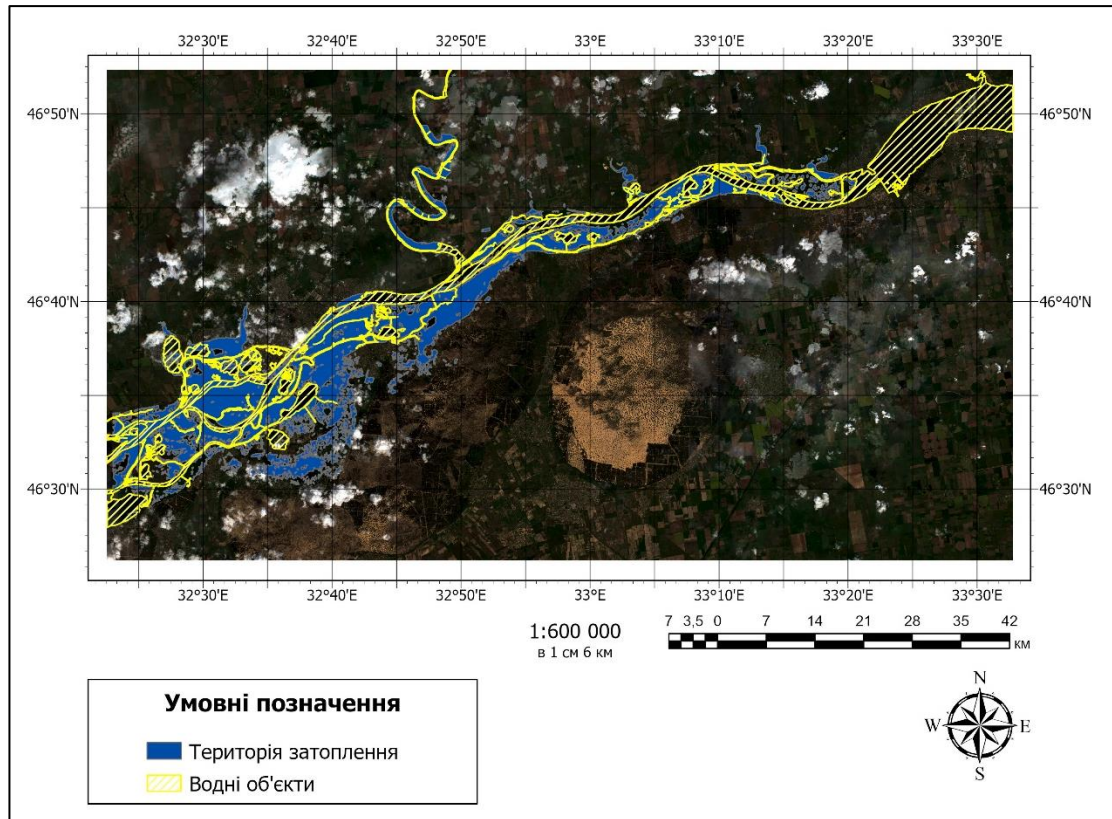 32°30'E 32°40'E 32°50'E 33°E 33°10'E 33°20'E 33°30'E
46°50'N 46°50'N
46°40'N 46°40'N
46°30'N 46°30'N
32°30'E 32°40'E 32°50'E 33°E 33°10'E 33°20'E 33°30'E
7 3,5 0 7 14 21 28 35 42
1:600 000
км
в 1 см 6 км
Умовні позначення
N
Територія затоплення
W E
Водні об'єкти
S